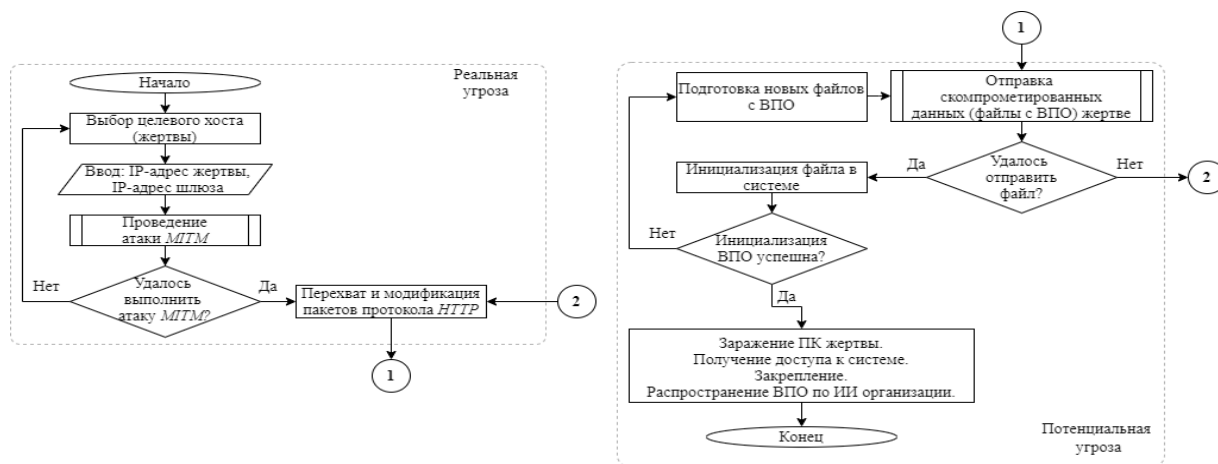 Реальная
угроза
Начало
Выбор целевого хоста
(жертвы)
Ввод: IP-адрес жертвы,
IP-адрес шлюза
Проведение
атаки MITM
Удалось
выполнить
атаку MITM?
Нет
Да
Перехват и модификация
пакетов протокола HTTP
2
1
1
Подготовка новых файлов
с ВПО
Отправка
скомпрометированных
данных (файлы с ВПО) жертве
Удалось
отправить
файл?
Да
Нет
2
Инициализация файла в
системе
Инициализация
ВПО успешна?
Нет
Да
Заражение ПК жертвы.
Получение доступа к системе.
Закрепление.
Распространение ВПО по ИИ организации.
Конец
Потенциальная
угроза